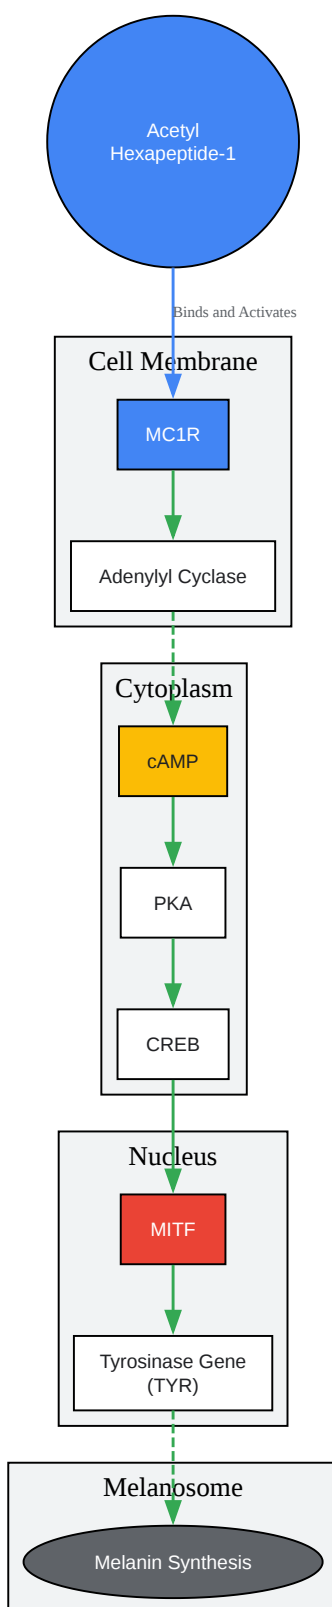 Acetyl
Hexapeptide-1
Binds and Activates
Cell Membrane
MC1R
Adenylyl Cyclase
Cytoplasm
cAMP
PKA
CREB
Nucleus
MITF
Tyrosinase Gene
(TYR)
Melanosome
Melanin Synthesis